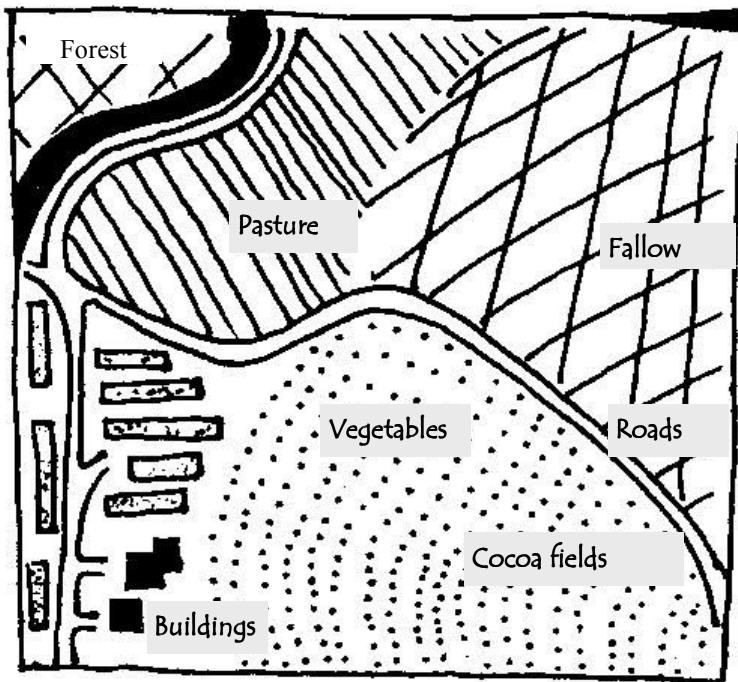 Forest
Pasture
Fallow
Vegetables
Roads
Cocoa fields
Buildings